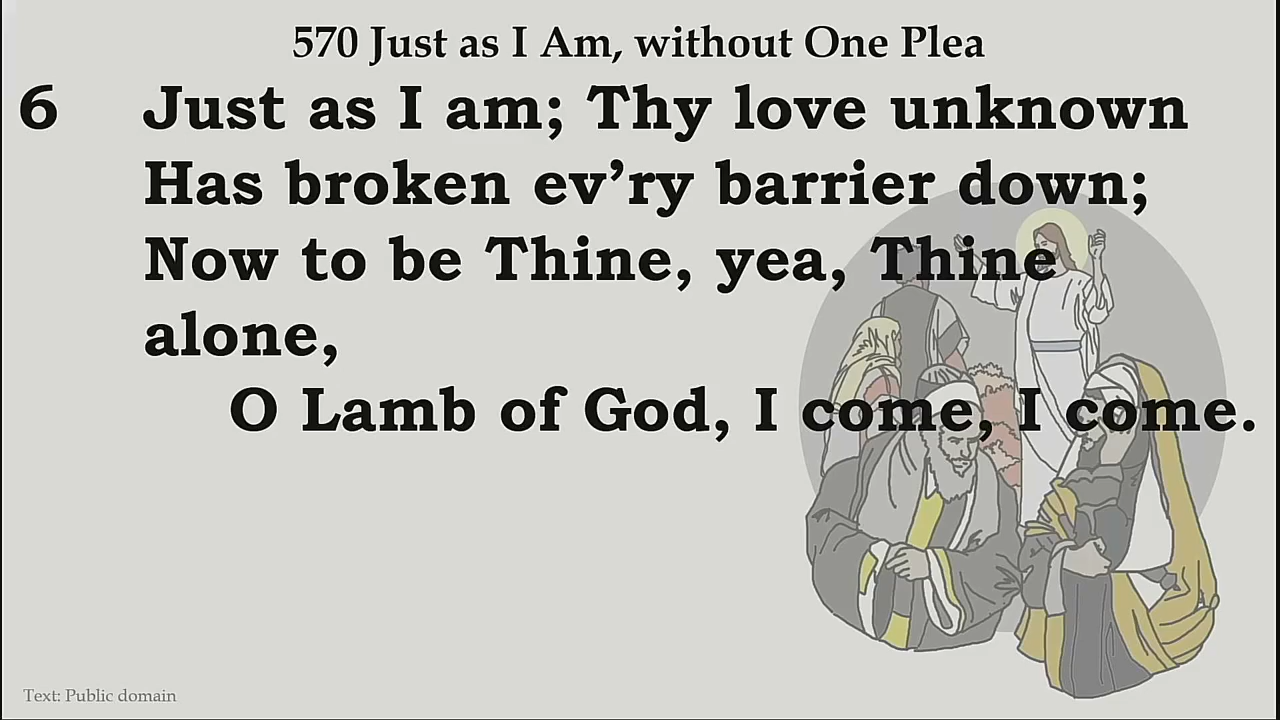 570 Just as I Am, without One Plea
6 Just as I am; Thy love unknown
Has broken ev’ry barrier down;
Now to be Thine, yea, Thine
alone,
O Lamb of God, I come, I come.
Text: Public domain